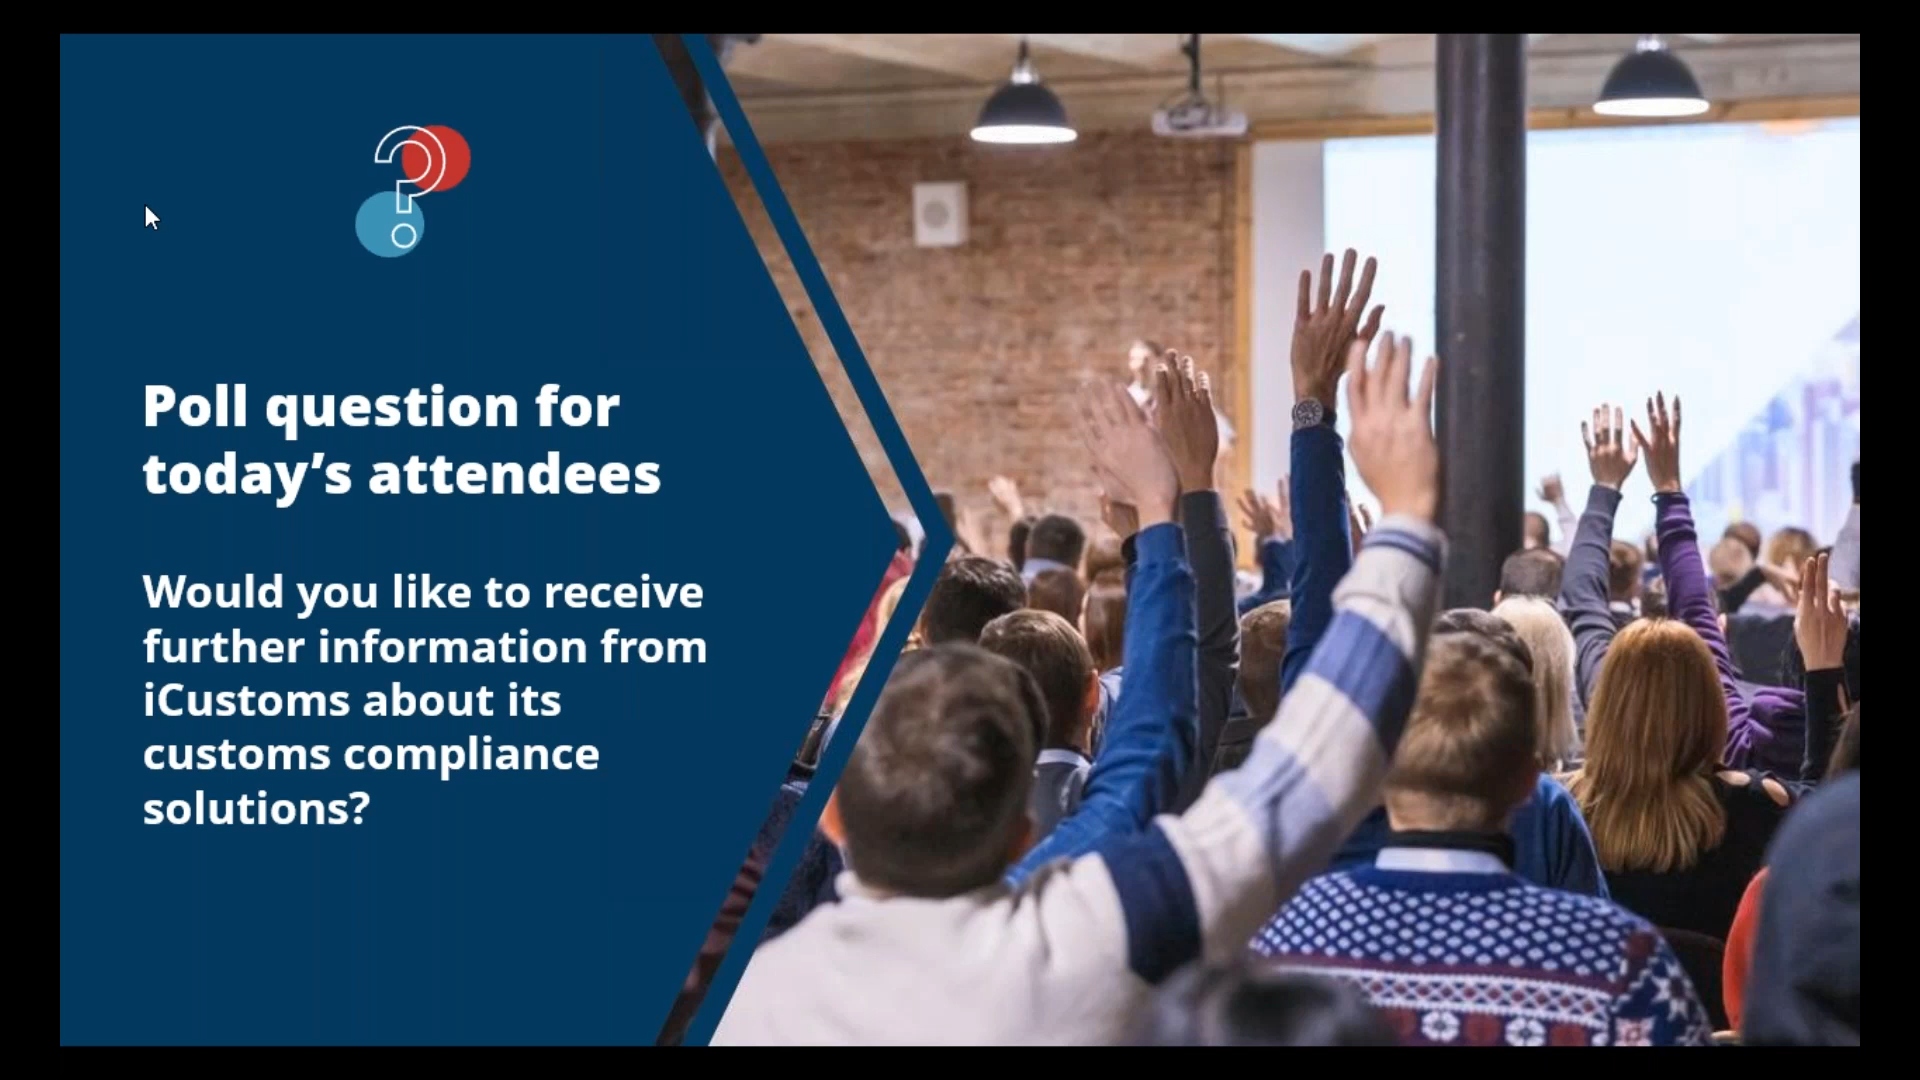 Poll question for
today’s attendees
Would you like to receive
further information from
iCustoms about its
customs compliance
solutions?